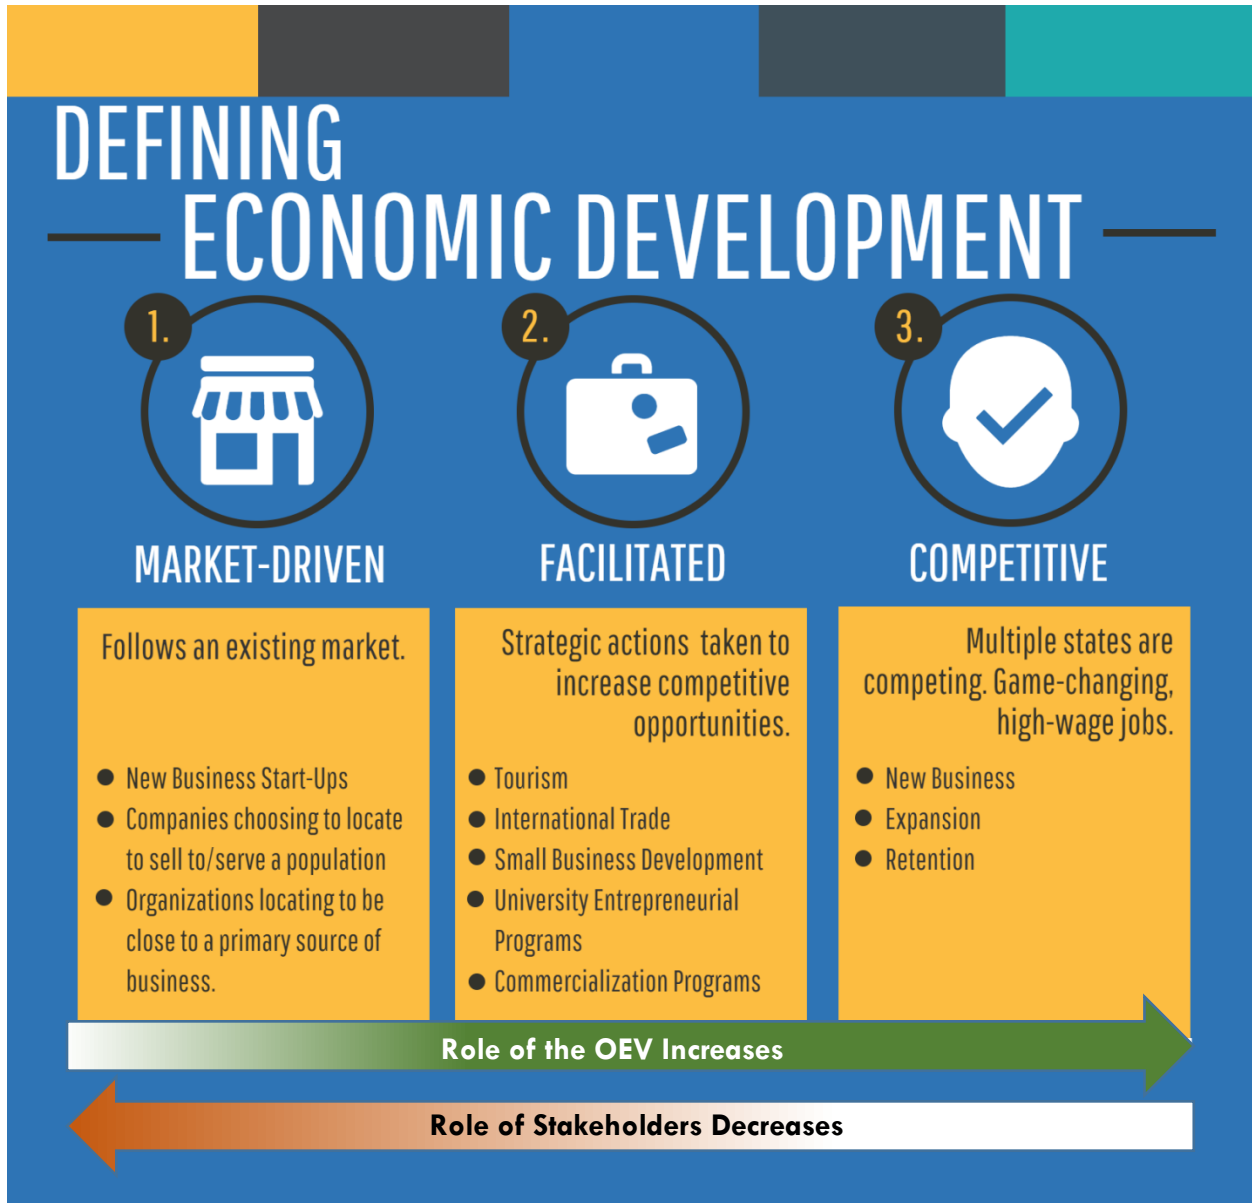 DEFINING
ECONOMIC DEVELOPMENT
1.
MARKET-DRIVEN
Follows an existing market.
● New Business Start-Ups
● Companies choosing to locate
to sell to/serve a population
● Organizations locating to be
close to a primary source of
business.
2.
FACILITATED
Strategic actions taken to
increase competitive
opportunities.
● Tourism
● International Trade
● Small Business Development
● University Entrepreneurial
Programs
● Commercialization Programs
3.
COMPETITIVE
Multiple states are
competing. Game-changing,
high-wage jobs.
● New Business
● Expansion
● Retention
Role of the OEV Increases
Role of Stakeholders Decreases